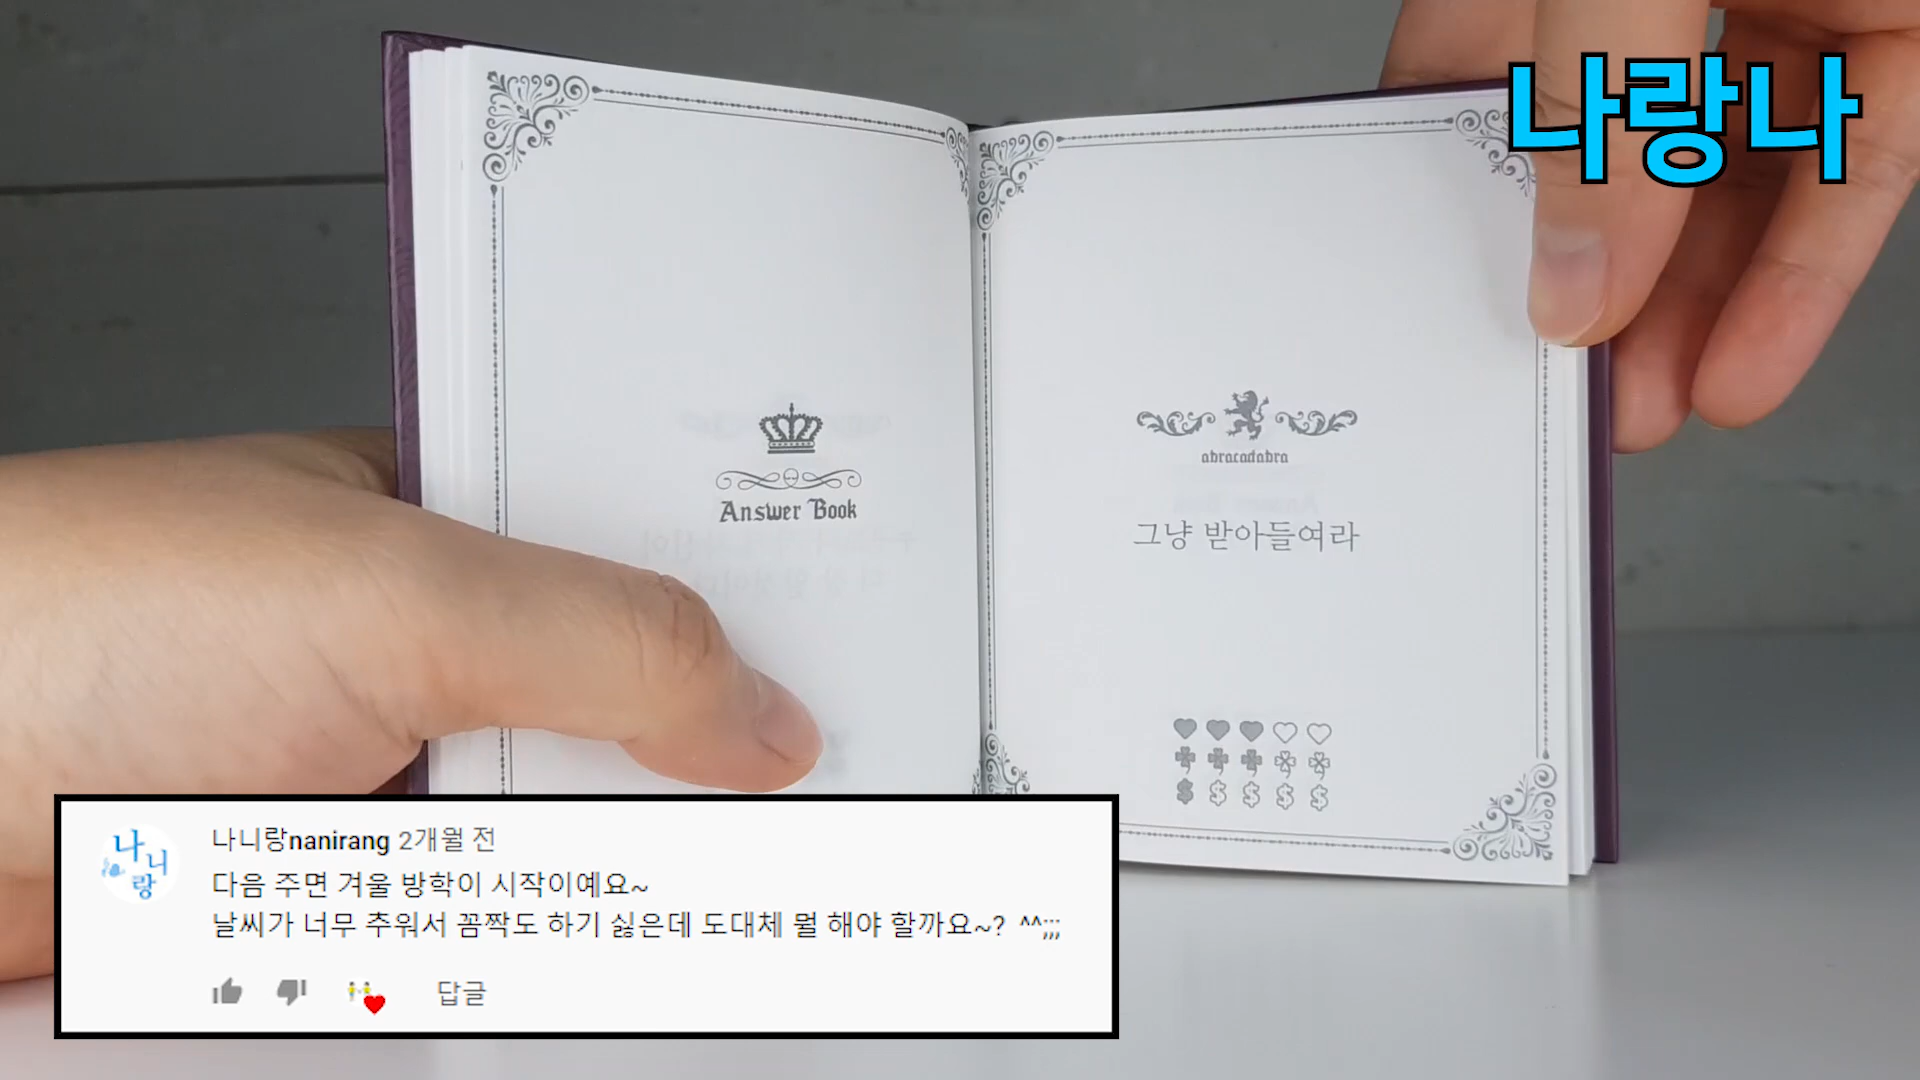 나랑나
Answer Book
abracadabra
그냥 받아들여라
나니랑
나니랑nanirang 2개월 전
다음 주면 겨울 방학이 시작이예요~
날씨가 너무 추워서 꼼짝도 하기 싫은데 도대체 뭘 해야 할까요~? ^^;;;
답글